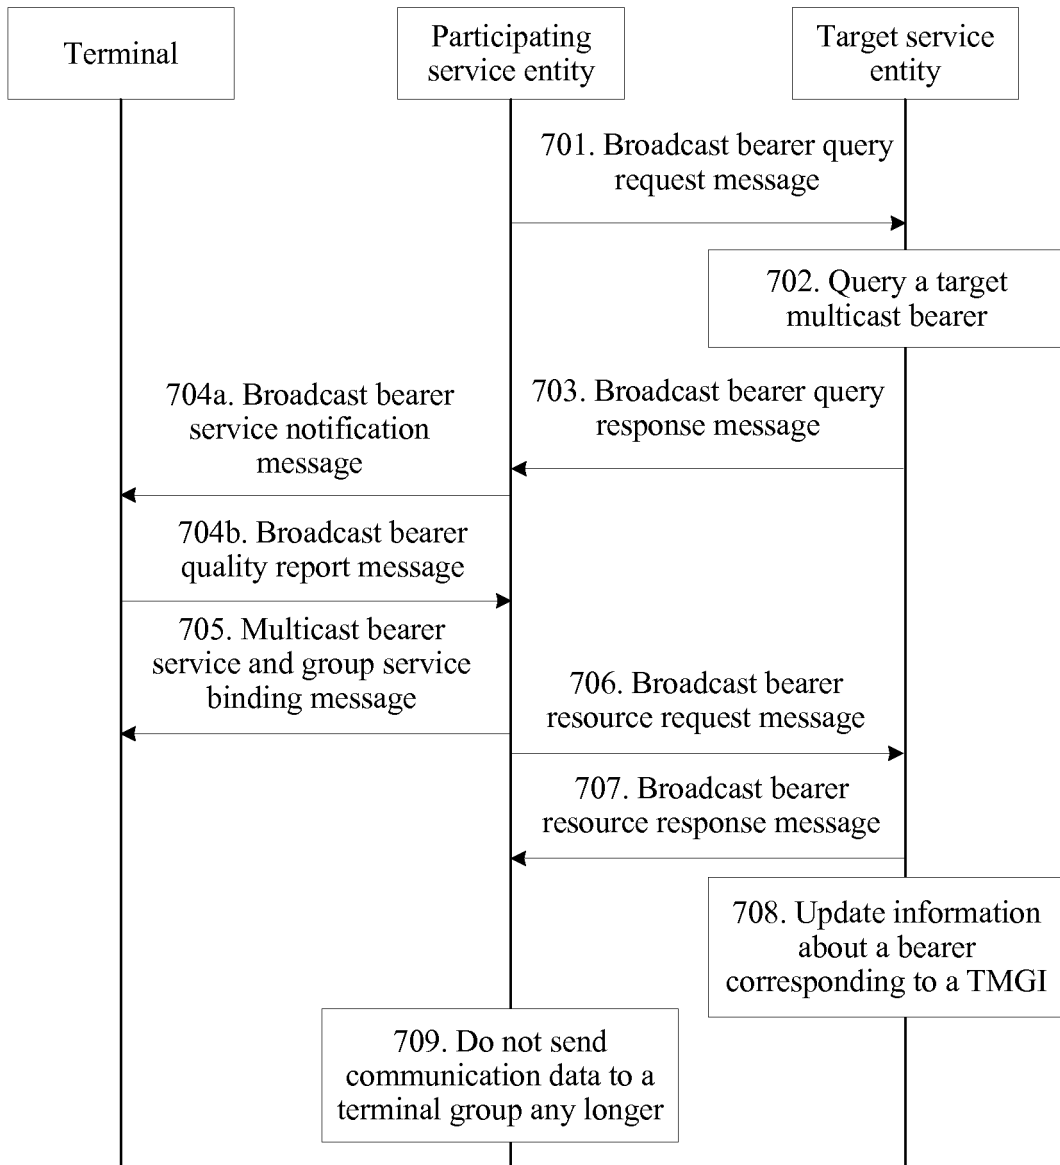 Terminal
Participating
service entity
Target service
entity
701. Broadcast bearer query
request message
702. Query a target
multicast bearer
703. Broadcast bearer query
response message
704a. Broadcast bearer
service notification
message
704b. Broadcast bearer
quality report message
705. Multicast bearer
service and group service
binding message
706. Broadcast bearer
resource request message
707. Broadcast bearer
resource response message
708. Update information
about a bearer
corresponding to a TMGI
709. Do not send
communication data to a
terminal group any longer